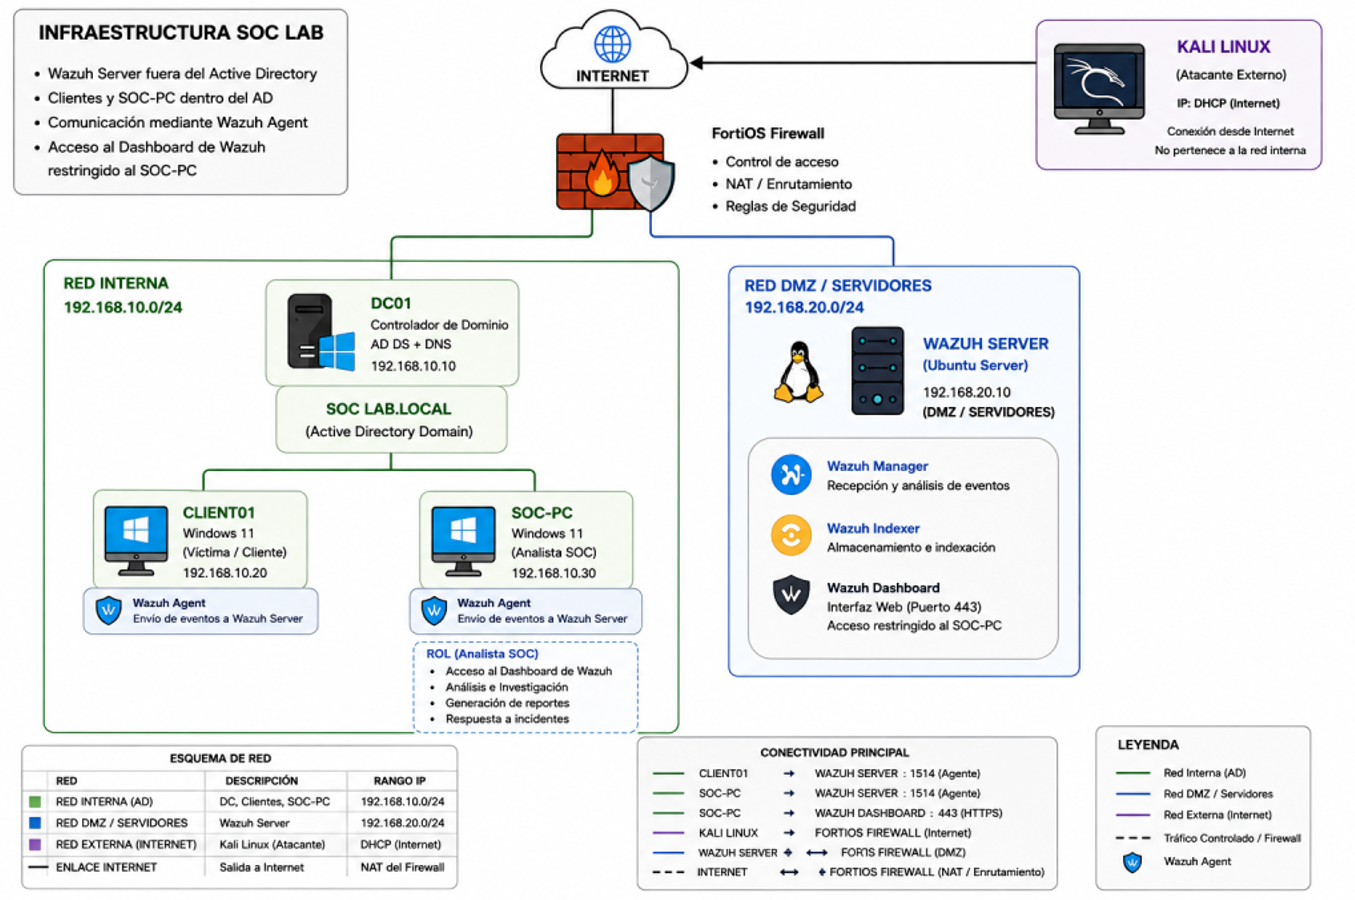 INFRAESTRUCTURA SOC LAB
• Wazuh Server fuera del Active Directory
• Clientes y SOC-PC dentro del AD
• Comunicación mediante Wazuh Agent
• Acceso al Dashboard de Wazuh
restringido al SOC-PC
INTERNET
KALI LINUX
(Atacante Externo)
IP: DHCP (Internet)
Conexión desde Internet
No pertenece a la red interna
FortiOS Firewall
• Control de acceso
• NAT / Enrutamiento
• Reglas de Seguridad
RED INTERNA
192.168.10.0/24
DC01
Controlador de Dominio
AD DS + DNS
192.168.10.10
SOC LAB.LOCAL
(Active Directory Domain)
CLIENT01
Windows 11
(Víctima / Cliente)
192.168.10.20
Wazuh Agent
Envío de eventos a Wazuh Server
SOC-PC
Windows 11
(Analista SOC)
192.168.10.30
Wazuh Agent
Envío de eventos a Wazuh Server
ROL (Analista SOC)
• Acceso al Dashboard de Wazuh
• Análisis e Investigación
• Generación de reportes
• Respuesta a incidentes
RED DMZ / SERVIDORES
192.168.20.0/24
WAZUH SERVER
(Ubuntu Server)
192.168.20.10
(DMZ / SERVIDORES)
Wazuh Manager
Recepción y análisis de eventos
Wazuh Indexer
Almacenamiento e indexación
Wazuh Dashboard
Interfaz Web (Puerto 443)
Acceso restringido al SOC-PC
ESQUEMA DE RED
RED DESCRIPCIÓN RANGO IP
RED INTERNA (AD) DC, Clientes, SOC-PC 192.168.10.0/24
RED DMZ / SERVIDORES Wazuh Server 192.168.20.0/24
RED EXTERNA (INTERNET) Kali Linux (Atacante) DHCP (Internet)
ENLACE INTERNET Salida a Internet NAT del Firewall
CONECTIVIDAD PRINCIPAL
CLIENT01 → WAZUH SERVER : 1514 (Agente)
SOC-PC → WAZUH SERVER : 1514 (Agente)
SOC-PC → WAZUH DASHBOARD : 443 (HTTPS)
KALI LINUX → FORTIOS FIREWALL (Internet)
WAZUH SERVER ↔ FORTIOS FIREWALL (DMZ)
INTERNET ↔ FORTIOS FIREWALL (NAT / Enrutamiento)
LEYENDA
Red Interna (AD)
Red DMZ / Servidores
Red Externa (Internet)
Tráfico Controlado / Firewall
Wazuh Agent